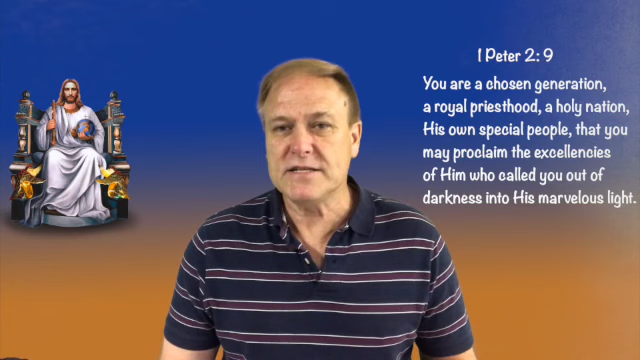 1 Peter 2: 9
You are a chosen generation,
a royal priesthood, a holy nation,
His own special people, that you
may proclaim the excellencies
of Him who called you out of
darkness into His marvelous light.